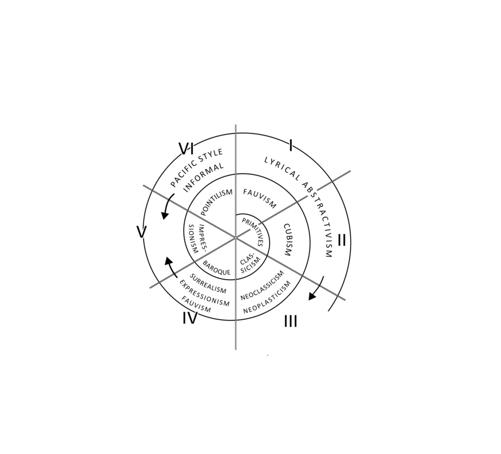 I
LYRICAL ABSTRACTIVISM
FAUVISM
PRIMITIVES
II
CUBISM
III
CLAS-
SICISM
NEOCLASSICISM
NEOPLASTICISM
IV
BAROQUE
SURREALISM
EXPRESSIONISM
FAUVISM
V
IMPRES-
SIONISM
VI
PACIFIC STYLE
INFORMAL
POINTILISM